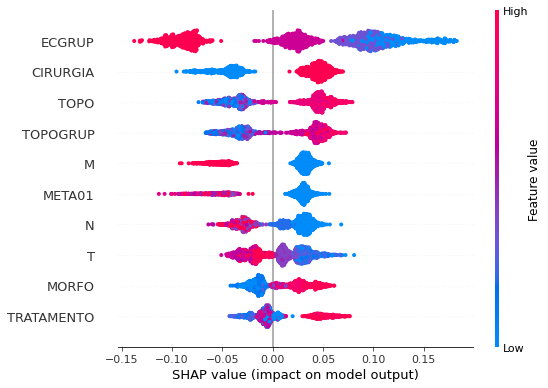 High
ECGRUP
CIRURGIA
TOPO
TOPOGRUP
M
META01
N
T
MORFO
TRATAMENTO
Feature value
Low
−0.15 −0.10 −0.05 0.00 0.05 0.10 0.15
SHAP value (impact on model output)